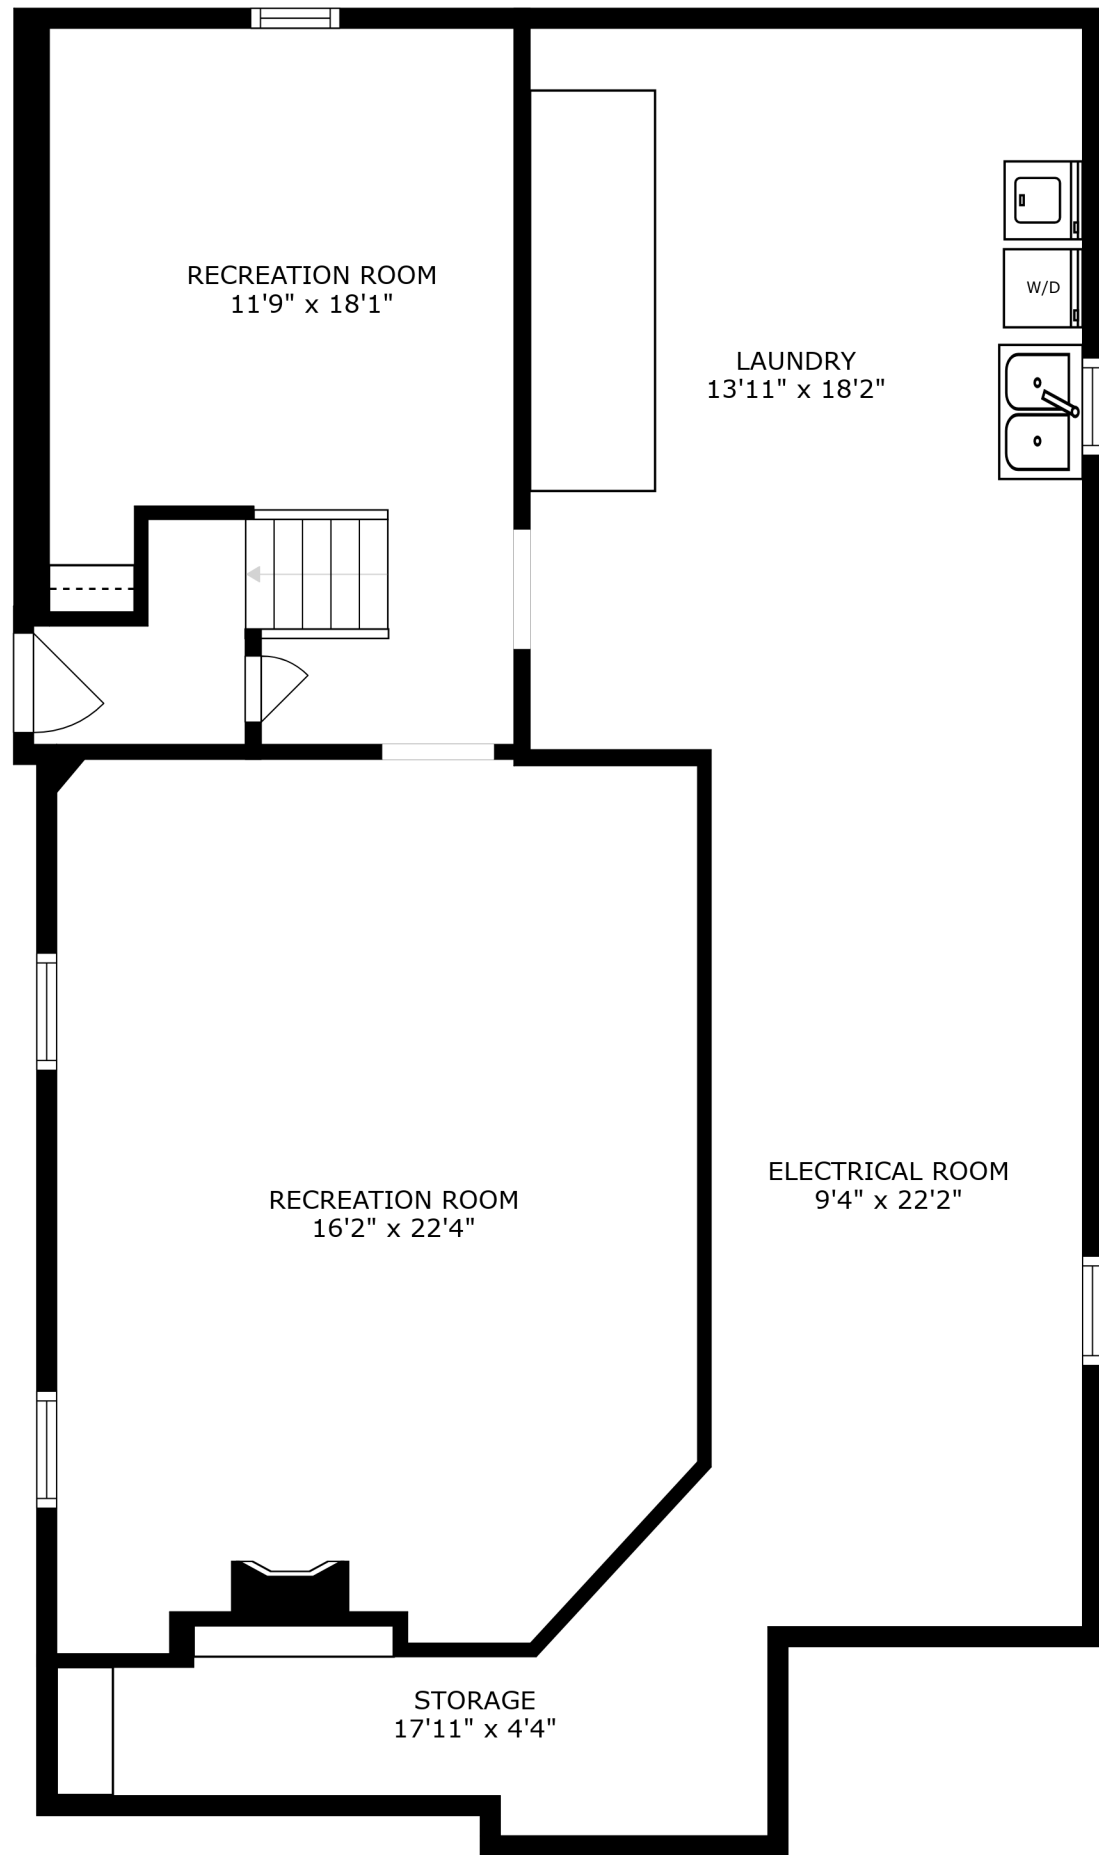 RECREATION ROOM
11'9" x 18'1"
W/D
LAUNDRY
13'11" x 18'2"
ELECTRICAL ROOM
9'4" x 22'2"
RECREATION ROOM
16'2" x 22'4"
STORAGE
17'11" x 4'4"